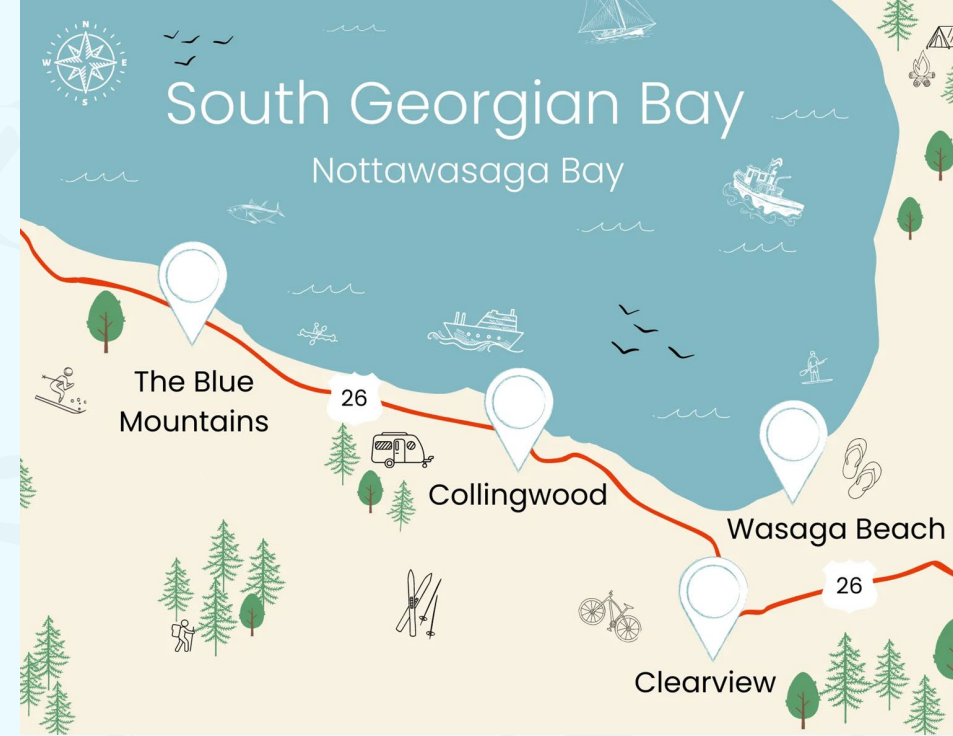 N
W E
S
South Georgian Bay
Nottawasaga Bay
The Blue
Mountains
26
Collingwood
Wasaga Beach
26
Clearview